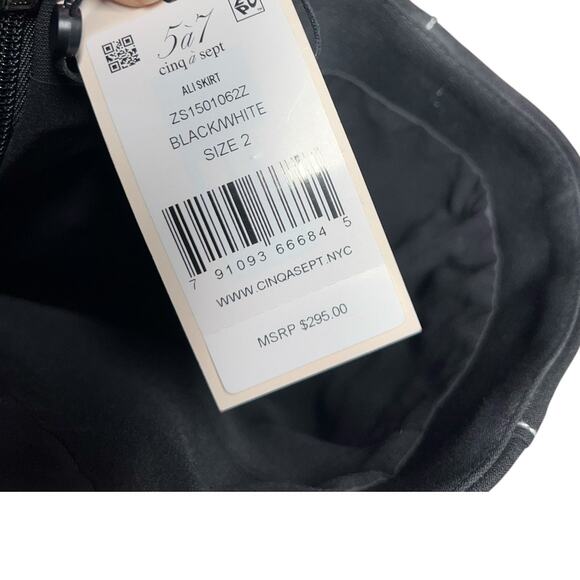 5à7
cinq à sept
ALI SKIRT
ZS1501062Z
BLACK/WHITE
SIZE 2
7 91093 66684 5
WWW.CINQASEPT.NYC
MSRP $295.00